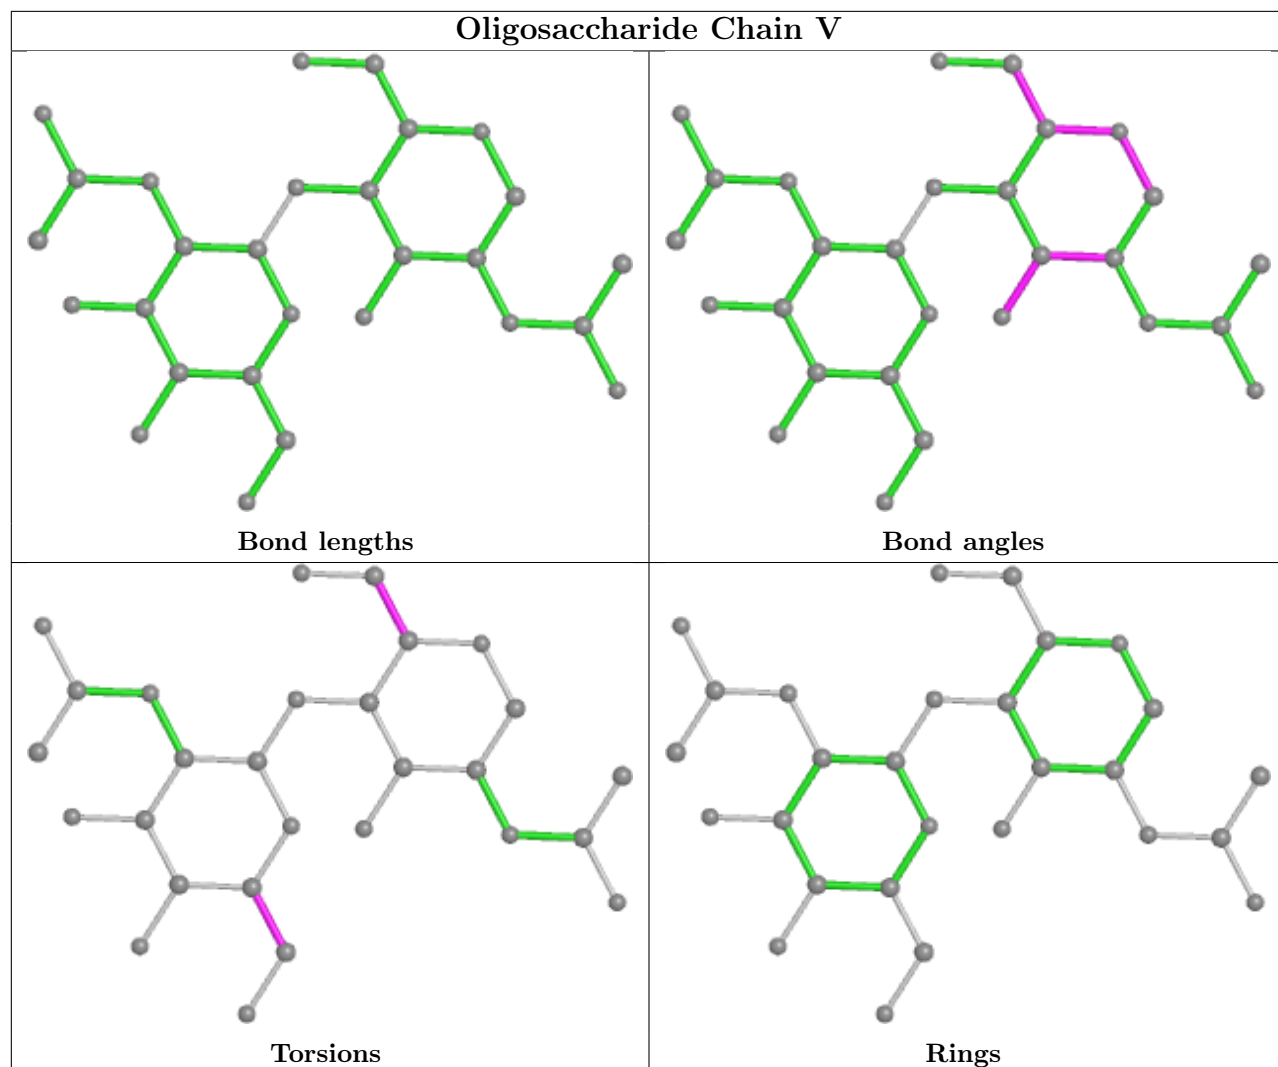 Oligosaccharide Chain V
Bond lengths
Bond angles
Torsions
Rings